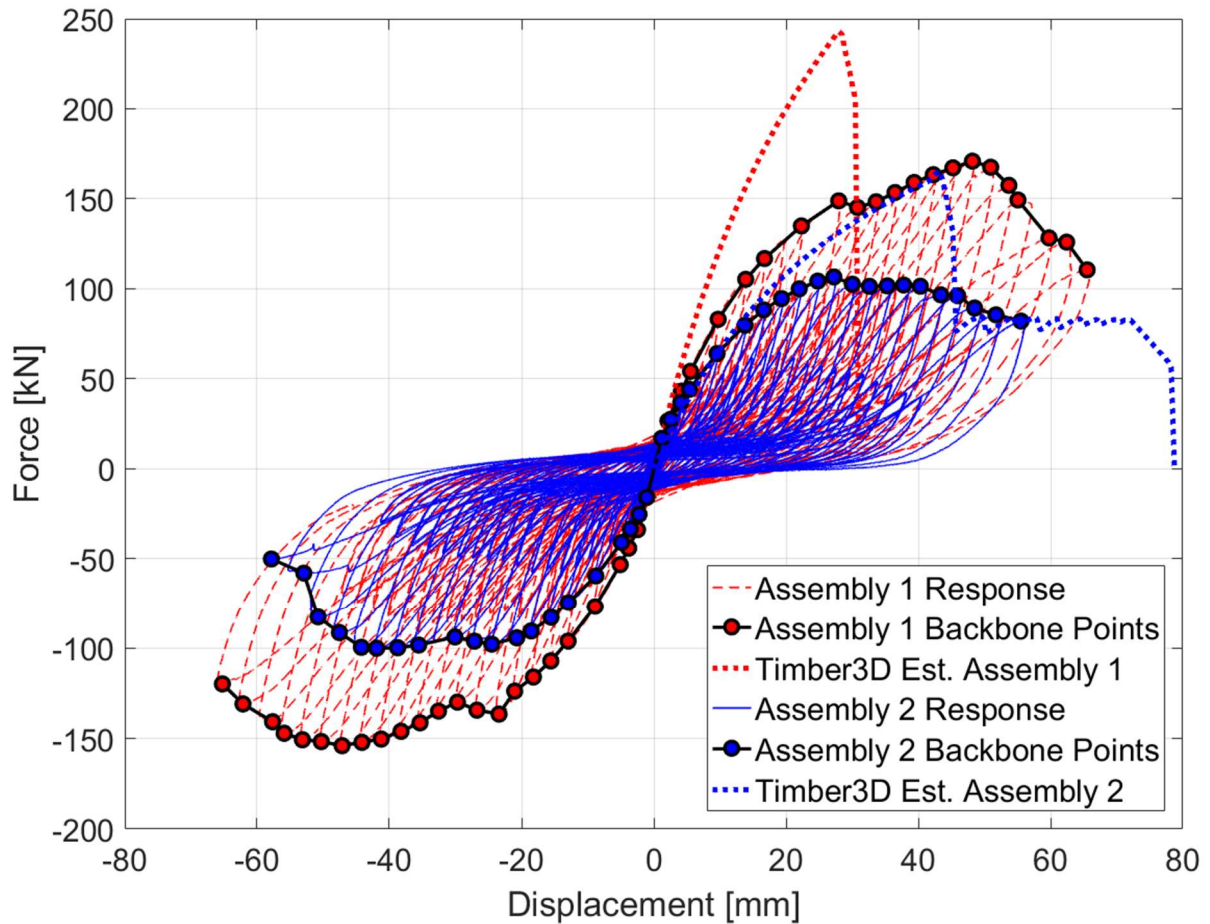 250
200
150
100
50
0
-50
-100
-150
-200
Force [kN]
-80 -60 -40 -20 0 20 40 60 80
Displacement [mm]
Assembly 1 Response
Assembly 1 Backbone Points
Timber3D Est. Assembly 1
Assembly 2 Response
Assembly 2 Backbone Points
Timber3D Est. Assembly 2